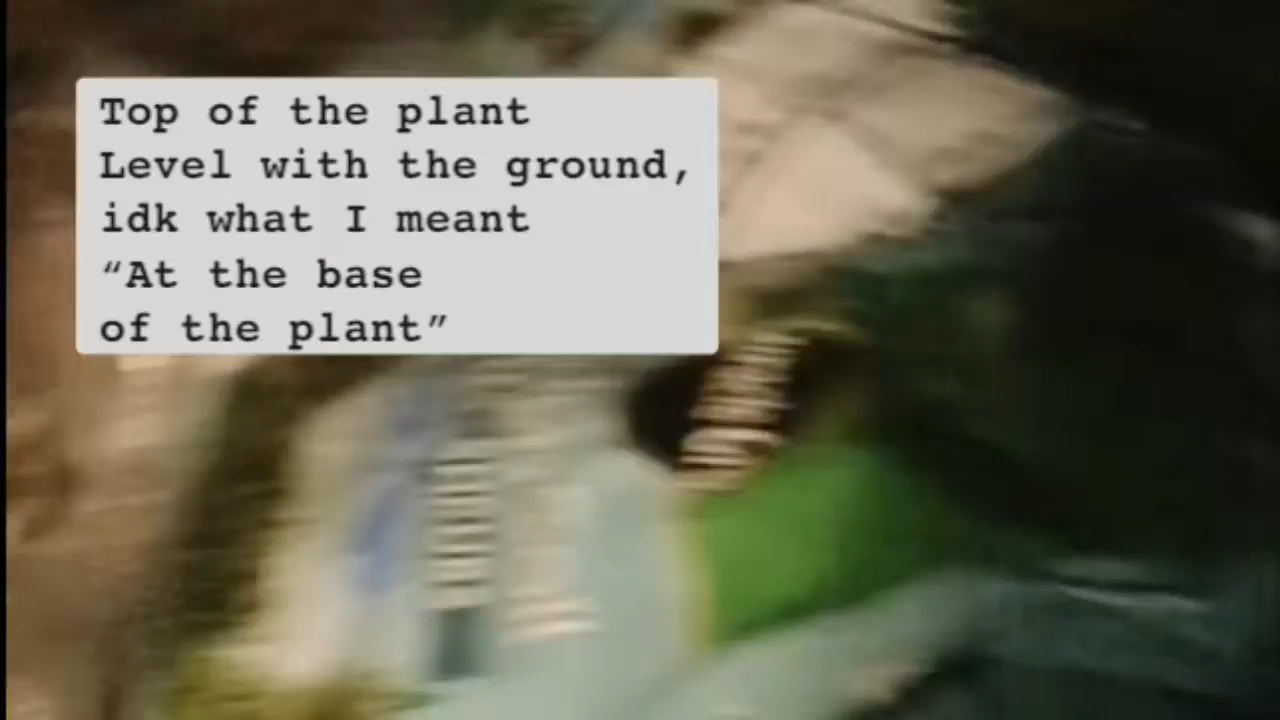 Top of the plant
Level with the ground,
idk what I meant
“At the base
of the plant”